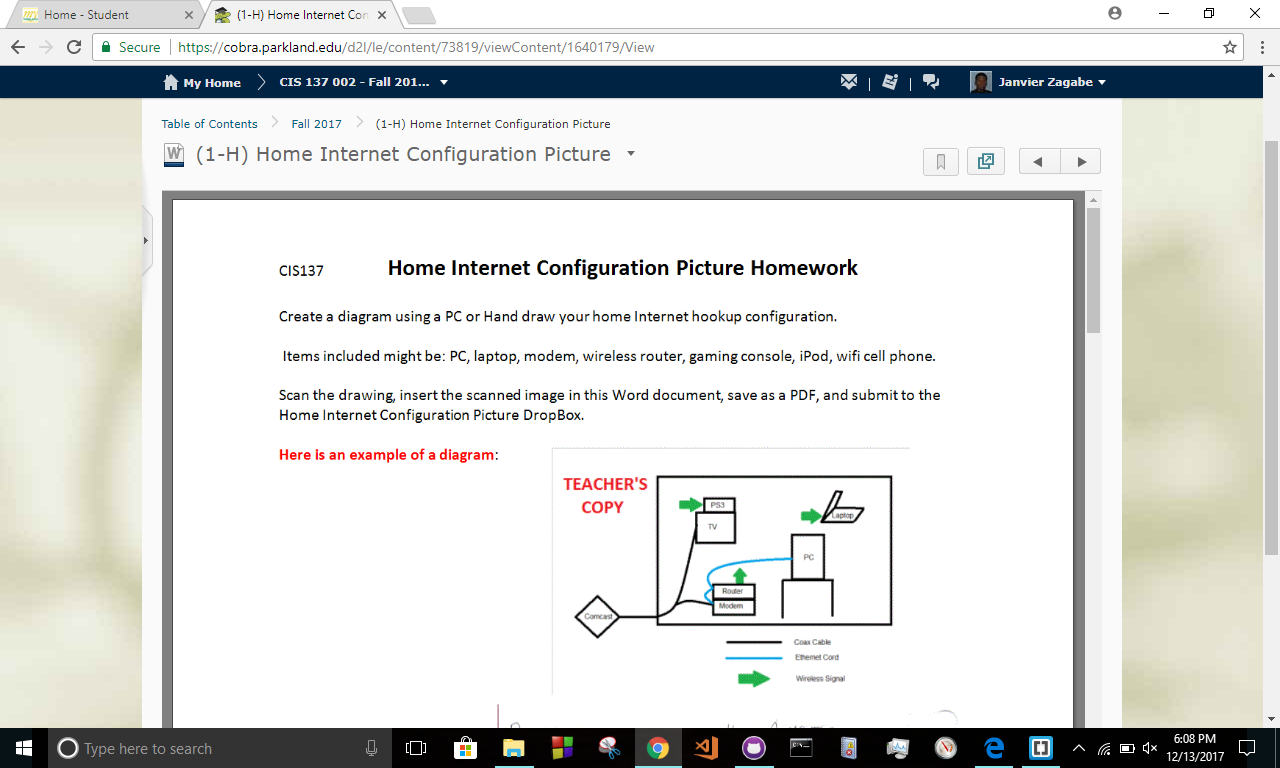 Home - Student
(1-H) Home Internet Con
Secure
https://cobra.parkland.edu/d2l/le/content/73819/viewContent/1640179/View
My Home
CIS 137 002 - Fall 201...
Janvier Zagabe
Table of Contents
Fall 2017
(1-H) Home Internet Configuration Picture
W
(1-H) Home Internet Configuration Picture
CIS137
Home Internet Configuration Picture Homework
Create a diagram using a PC or Hand draw your home Internet hookup configuration.
Items included might be: PC, laptop, modem, wireless router, gaming console, iPod, wifi cell phone.
Scan the drawing, insert the scanned image in this Word document, save as a PDF, and submit to the
Home Internet Configuration Picture DropBox.
Here is an example of a diagram:
TEACHER'S
COPY
PS3
TV
Laptop
PC
Router
Modem
Comcast
Coax Cable
Ethernet Cord
Wireless Signal
Type here to search
6:08 PM
12/13/2017